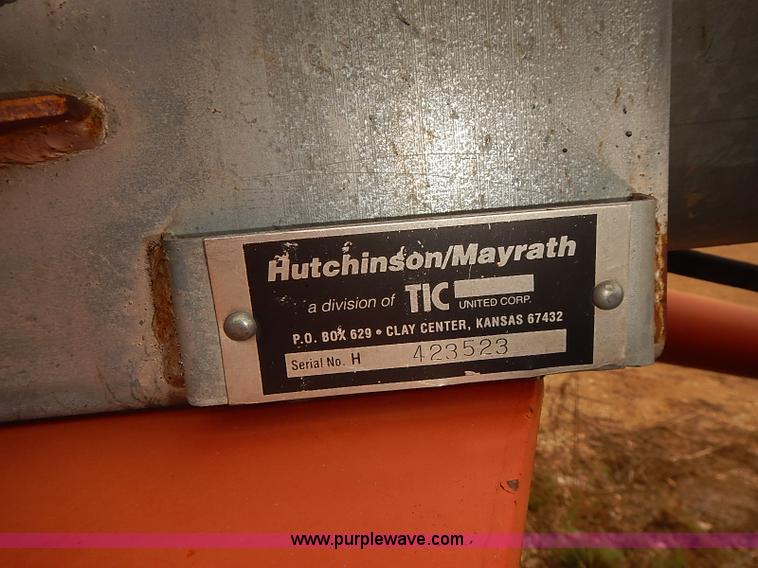 Hutchinson/Mayrath
a division of TIC UNITED CORP.
P.O. BOX 629 • CLAY CENTER, KANSAS 67432
Serial No. H 423523
www.purplewave.com